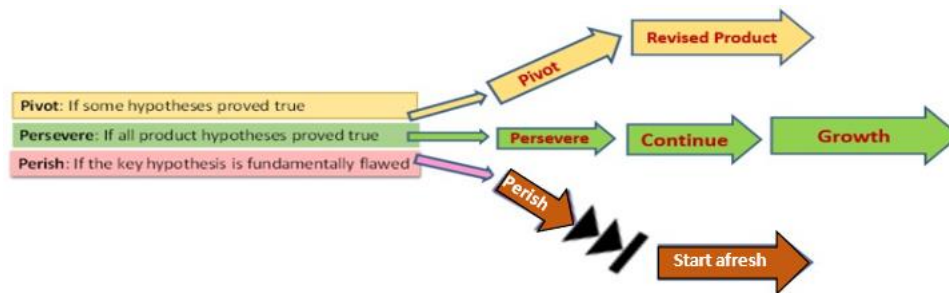 Pivot: If some hypotheses proved true
Persevere: If all product hypotheses proved true
Perish: If the key hypothesis is fundamentally flawed
Pivot
Revised Product
Persevere
Continue
Growth
Perish
Start afresh